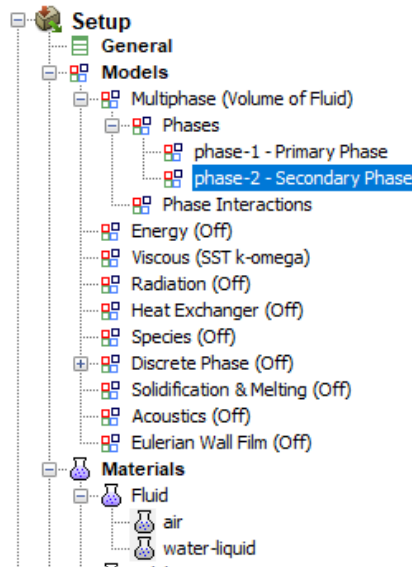 Setup
General
Models
Multiphase (Volume of Fluid)
Phases
phase-1 - Primary Phase
phase-2 - Secondary Phase
Phase Interactions
Energy (Off)
Viscous (SST k-omega)
Radiation (Off)
Heat Exchanger (Off)
Species (Off)
Discrete Phase (Off)
Solidification & Melting (Off)
Acoustics (Off)
Eulerian Wall Film (Off)
Materials
Fluid
air
water-liquid